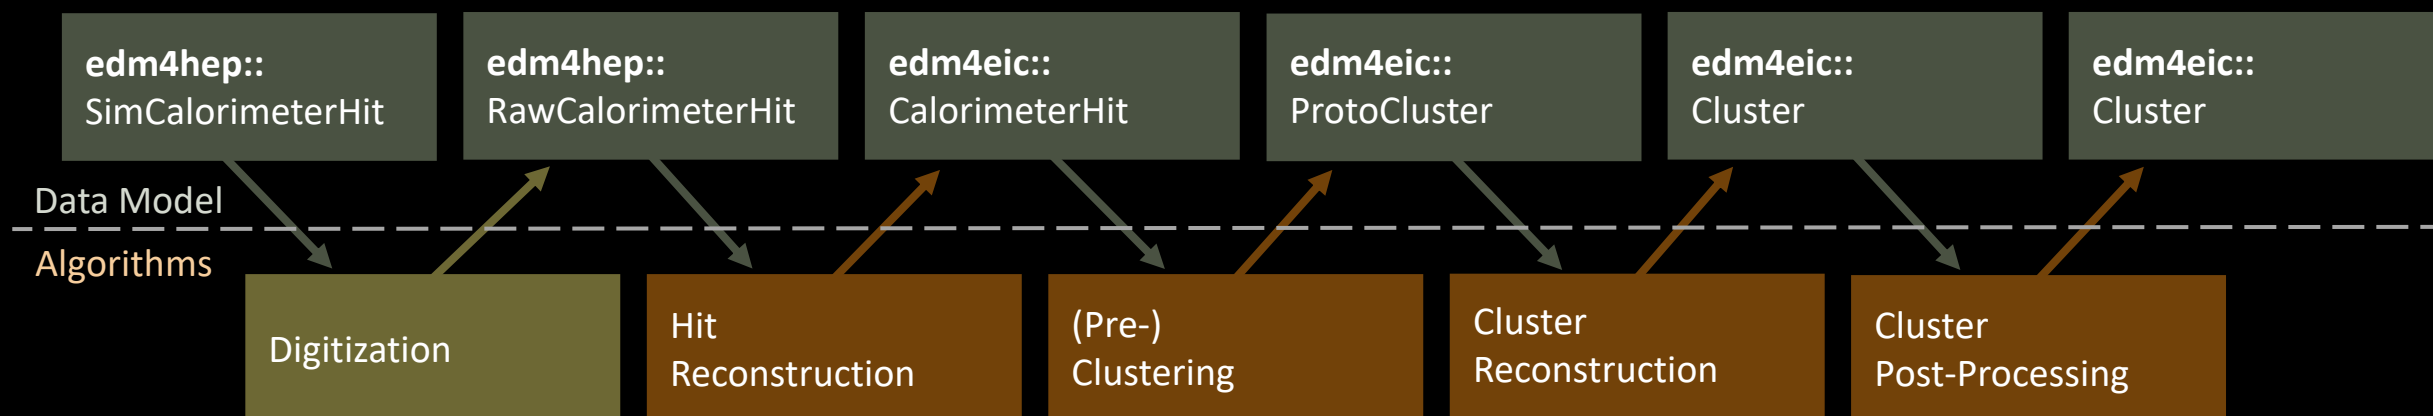 edm4hep::
SimCalorimeterHit
edm4hep::
RawCalorimeterHit
edm4eic::
CalorimeterHit
edm4eic::
ProtoCluster
edm4eic::
Cluster
edm4eic::
Cluster
Data Model
Algorithms
Digitization
Hit
Reconstruction
(Pre-)
Clustering
Cluster
Reconstruction
Cluster
Post-Processing